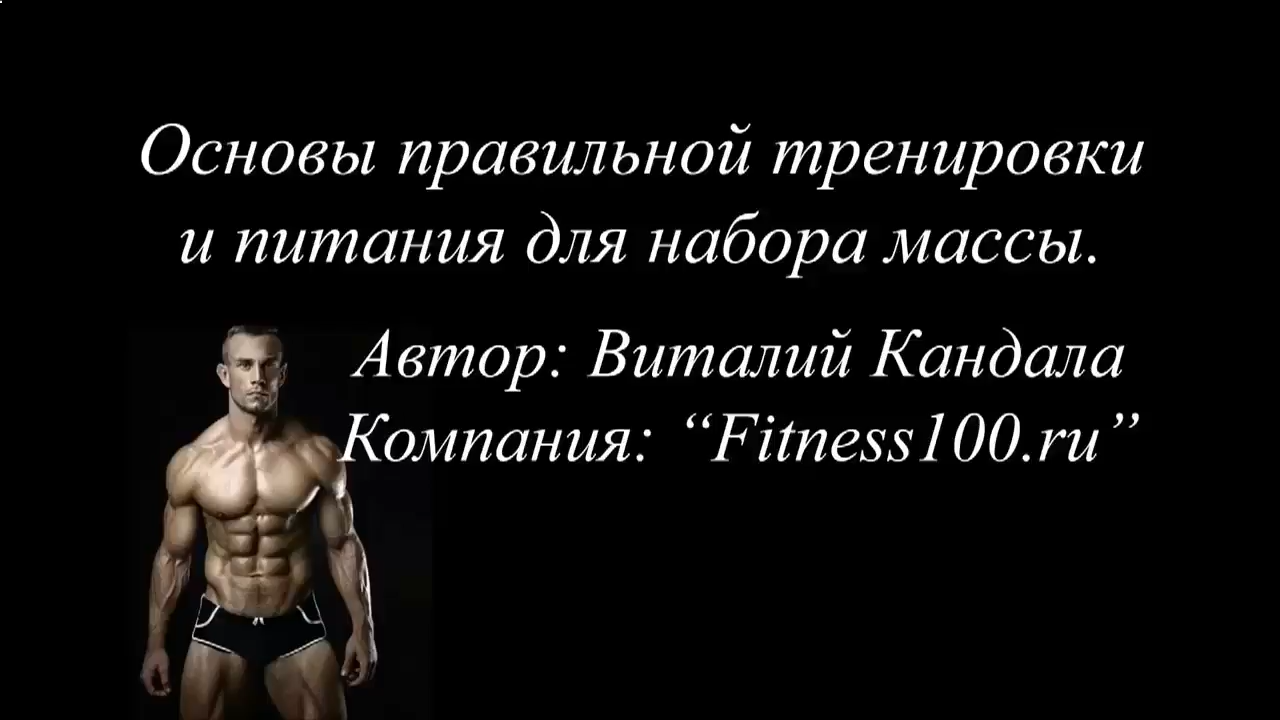 Основы правильной тренировки
и питания для набора массы.
Автор: Виталий Кандала
Компания: “Fitness100.ru”